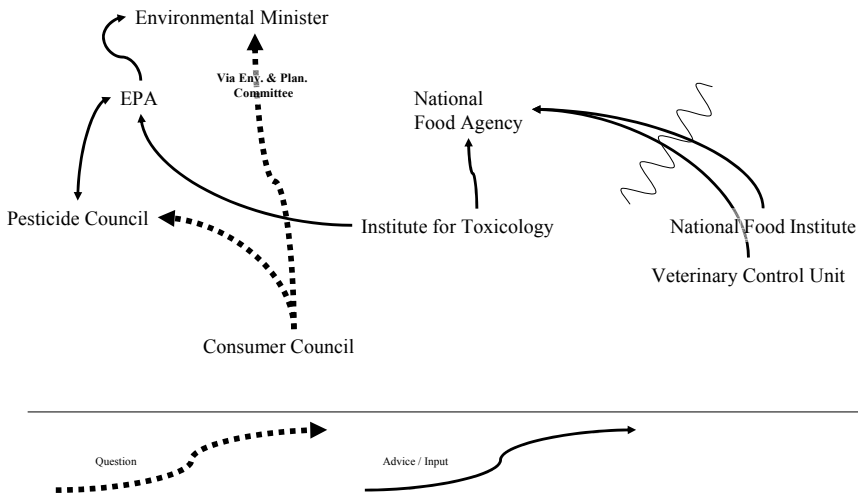 Environmental Minister
Via Env. & Plan.
Committee
EPA
National
Food Agency
Pesticide Council
Institute for Toxicology
National Food Institute
Veterinary Control Unit
Consumer Council
Question
Advice / Input